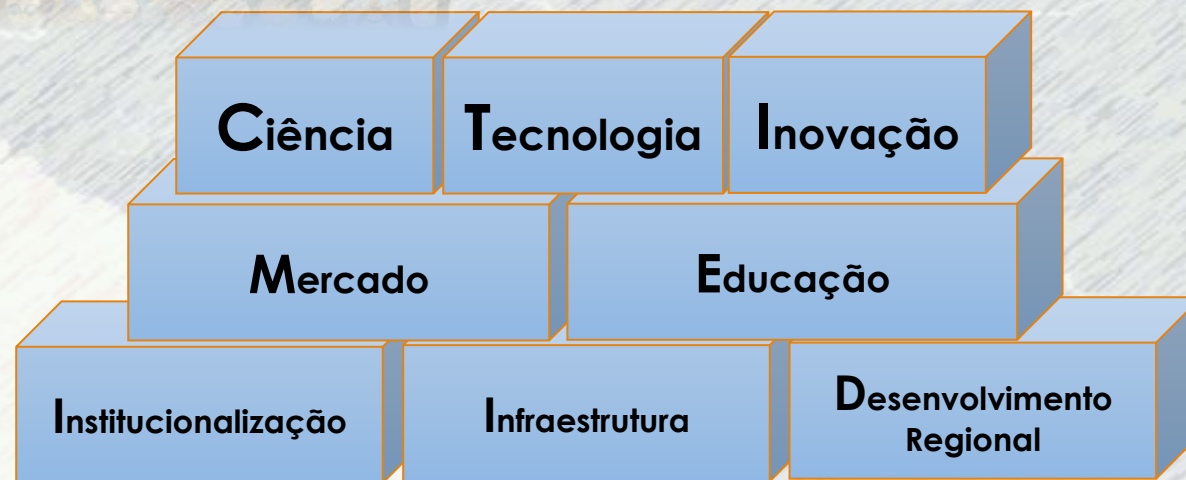 Ciência Tecnologia Inovação
Mercado Educação
Institucionalização Infraestrutura Desenvolvimento
Regional